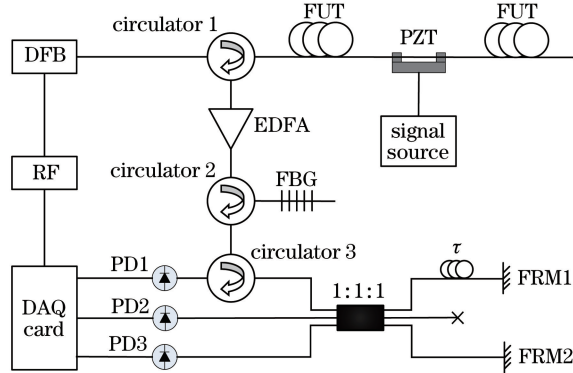 circulator 1
FUT
FUT
DFB
PZT
EDFA
signal
source
RF
circulator 2
FBG
circulator 3
τ
PD1
FRM1
1:1:1
DAQ
card
PD2
PD3
FRM2